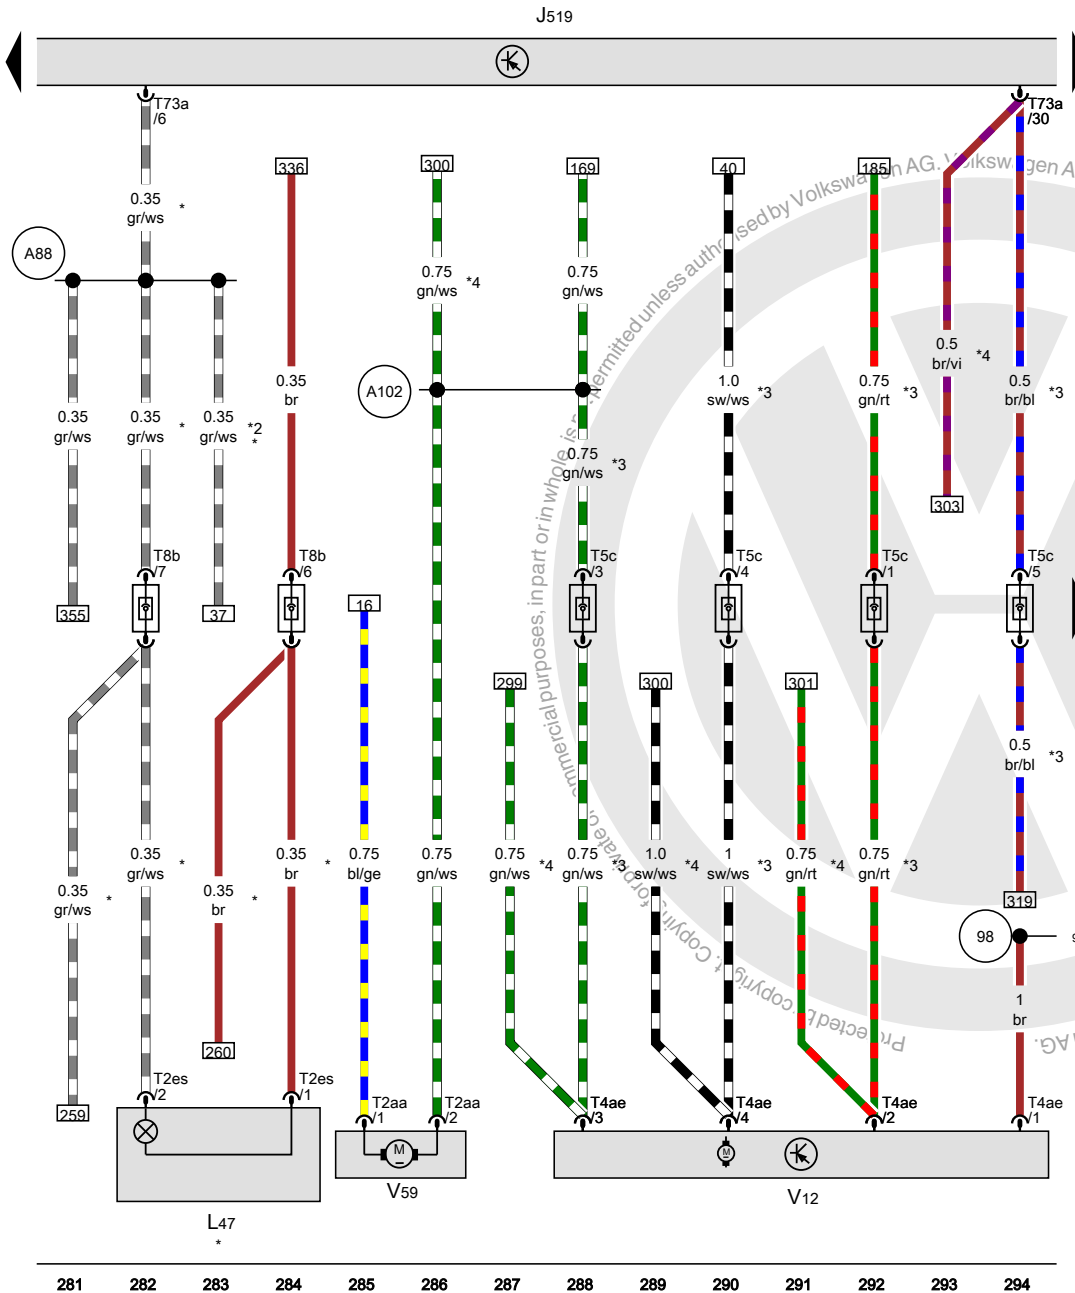 J519
T73a
/6
T73a
/30
336
300
169
40
185
0.35
gr/ws
*
A88
0.75
gn/ws
*4
0.75
gn/ws
A102
0.35
gr/ws
0.35
gr/ws
*
0.35
gr/ws
*2
*
0.35
br
1.0
sw/ws
*3
0.75
gn/rt
*3
0.5
br/vi
*4
0.5
br/bl
*3
0.75
gn/ws
*3
303
T8b
/7
T8b
/6
T5c
/3
T5c
/4
T5c
/1
T5c
/5
355
37
16
299
300
301
0.5
br/bl
*3
0.35
gr/ws
*
0.35
gr/ws
*
0.35
br
*
0.35
br
*
0.75
bl/ge
0.75
gn/ws
0.75
gn/ws
*4
0.75
gn/ws
*3
1.0
sw/ws
*4
1
sw/ws
*3
0.75
gn/rt
*4
0.75
gn/rt
*3
319
98
1
br
260
259
T2es
/2
T2es
/1
T2aa
/1
T2aa
/2
T4ae
/3
T4ae
/4
T4ae
/2
T4ae
/1
M
M
V59
V12
L47
*
281 282 283 284 285 286 287 288 289 290 291 292 293 294